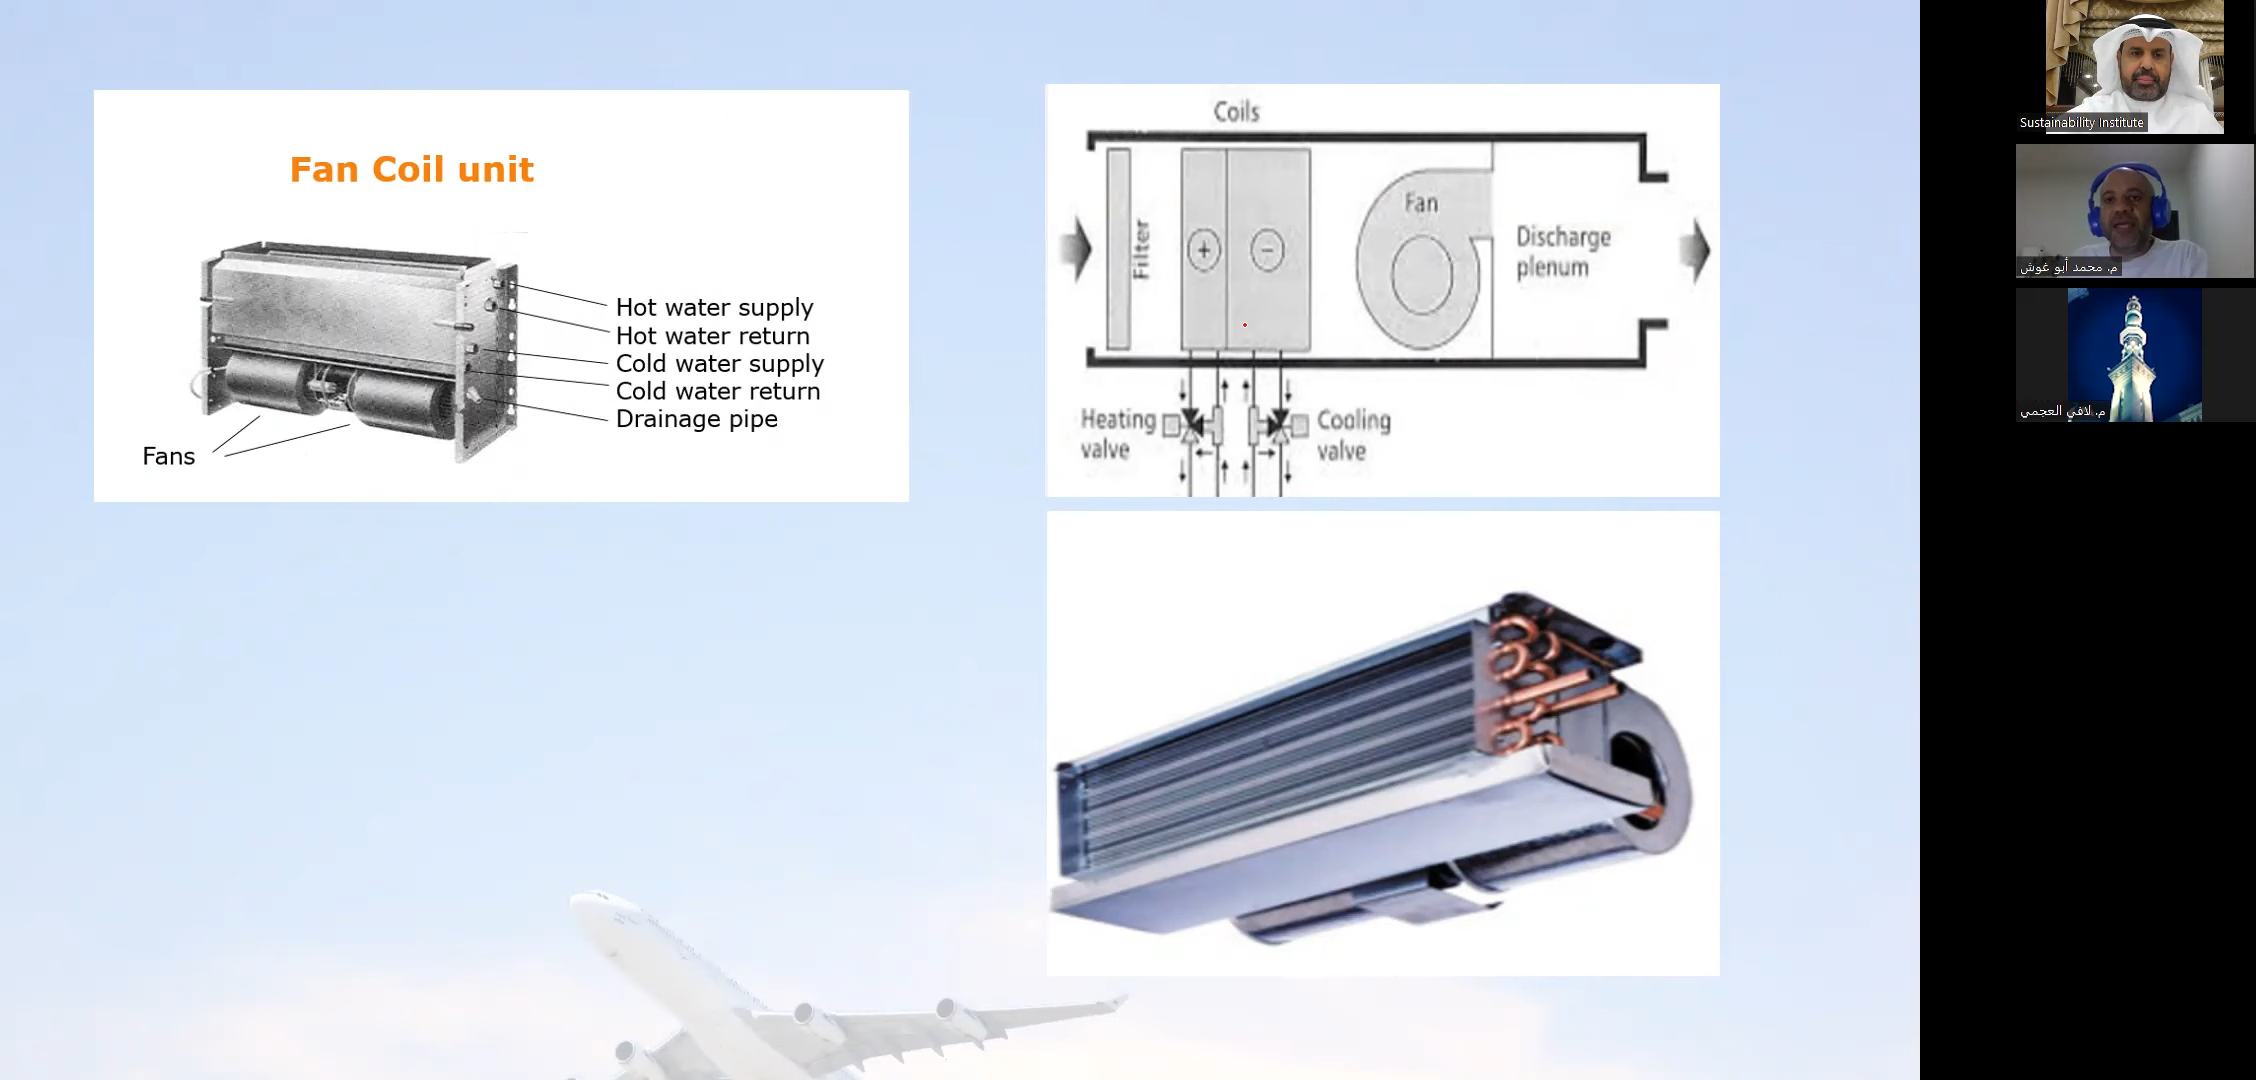 Fan Coil unit
Hot water supply
Hot water return
Cold water supply
Cold water return
Drainage pipe
Fans
Coils
Filter
Fan
Discharge
plenum
Heating
valve
Cooling
valve
Sustainability Institute
م. محمد أبو غوش
م. لافي العجمي